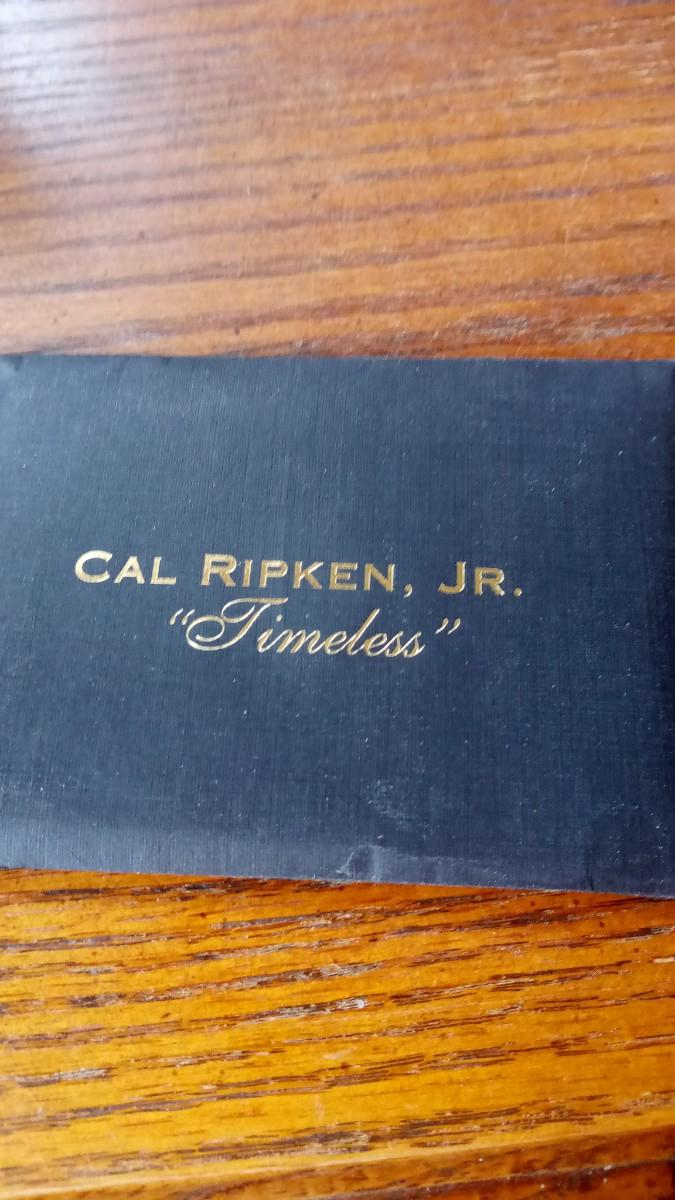 CAL RIPKEN, JR.
“Timeless”